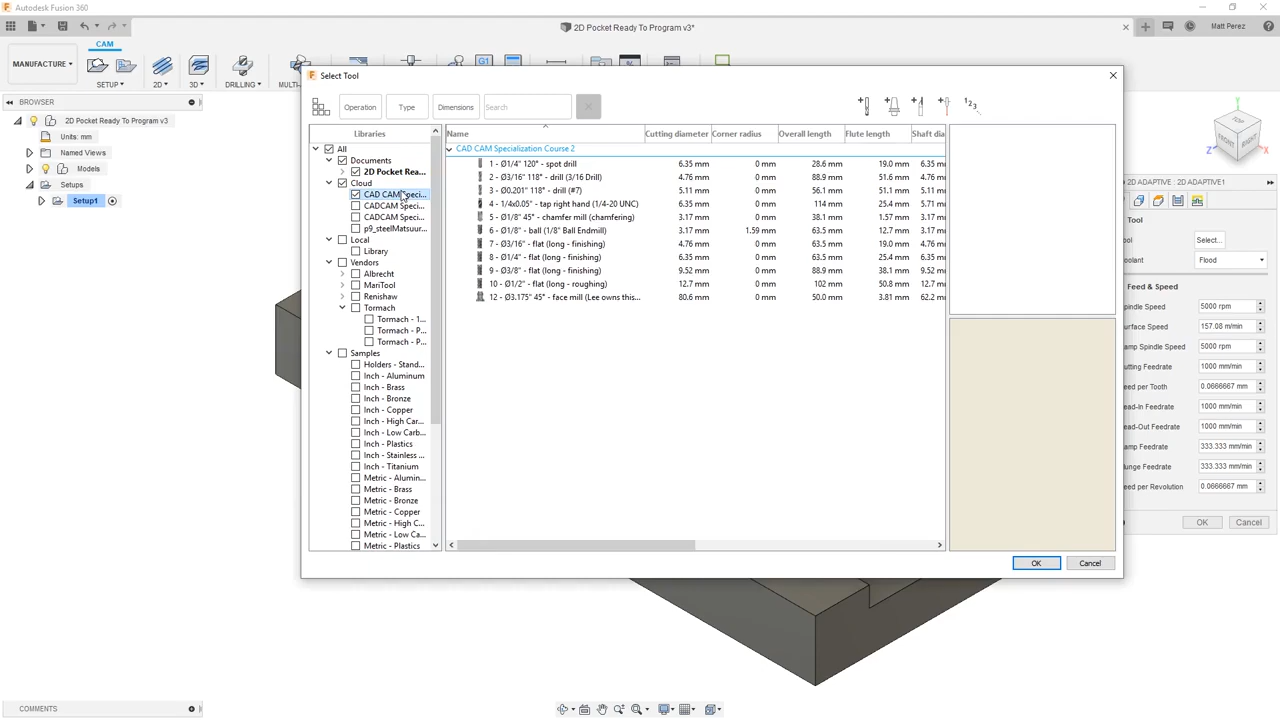 Autodesk Fusion 360
2D Pocket Ready To Program v3*
Matt Perez
CAM
MANUFACTURE
SETUP
2D
3D
DRILLING
MULTI-
G1
BROWSER
2D Pocket Ready To Program v3
Units: mm
Named Views
Models
Setups
Setup1
Select Tool
Operation
Type
Dimensions
Search
Libraries
All
Documents
2D Pocket Rea...
Cloud
CAD CAM Speci...
CADCAM Speci...
CADCAM Speci...
p9_steelMatsuur...
Local
Library
Vendors
Albrecht
MariTool
Renishaw
Tormach
Tormach - 1...
Tormach - P...
Tormach - P...
Samples
Holders - Stand...
Inch - Aluminum
Inch - Brass
Inch - Bronze
Inch - Copper
Inch - High Car...
Inch - Low Carb...
Inch - Plastics
Inch - Stainless ...
Inch - Titanium
Metric - Alumin...
Metric - Brass
Metric - Bronze
Metric - Copper
Metric - High C...
Metric - Low Ca...
Metric - Plastics
Name Cutting diameter Corner radius Overall length Flute length Shaft dia
CAD CAM Specialization Course 2
1 - Ø1/4" 120° - spot drill 6.35 mm 0 mm 28.6 mm 19.0 mm 6.35 m
2 - Ø3/16" 118° - drill (3/16 Drill) 4.76 mm 0 mm 88.9 mm 51.6 mm 4.76 m
3 - Ø0.201" 118° - drill (#7) 5.11 mm 0 mm 56.1 mm 51.1 mm 5.11 m
4 - 1/4x0.05" - tap right hand (1/4-20 UNC) 6.35 mm 0 mm 114 mm 25.4 mm 5.71 m
5 - Ø1/8" 45° - chamfer mill (chamfering) 3.17 mm 0 mm 38.1 mm 1.57 mm 3.17 m
6 - Ø1/8" - ball (1/8" Ball Endmill) 3.17 mm 1.59 mm 63.5 mm 12.7 mm 3.17 m
7 - Ø3/16" - flat (long - finishing) 4.76 mm 0 mm 63.5 mm 19.0 mm 4.76 m
8 - Ø1/4" - flat (long - finishing) 6.35 mm 0 mm 63.5 mm 25.4 mm 6.35 m
9 - Ø3/8" - flat (long - finishing) 9.52 mm 0 mm 88.9 mm 38.1 mm 9.52 m
10 - Ø1/2" - flat (long - roughing) 12.7 mm 0 mm 102 mm 50.8 mm 12.7 m
12 - Ø3.175" 45° - face mill (Lee owns this... 80.6 mm 0 mm 50.0 mm 3.81 mm 62.2 m
OK
Cancel
TOP
FRONT
RIGHT
Z
X
Y
2D ADAPTIVE : 2D ADAPTIVE1
Tool
ool Select...
oolant Flood
Feed & Speed
pindle Speed 5000 rpm
urface Speed 157.08 m/min
amp Spindle Speed 5000 rpm
utting Feedrate 1000 mm/min
eed per Tooth 0.0666667 mm
ead-in Feedrate 1000 mm/min
ead-Out Feedrate 1000 mm/min
amp Feedrate 333.333 mm/min
lunge Feedrate 333.333 mm/min
eed per Revolution 0.0666667 mm
OK
Cancel
COMMENTS